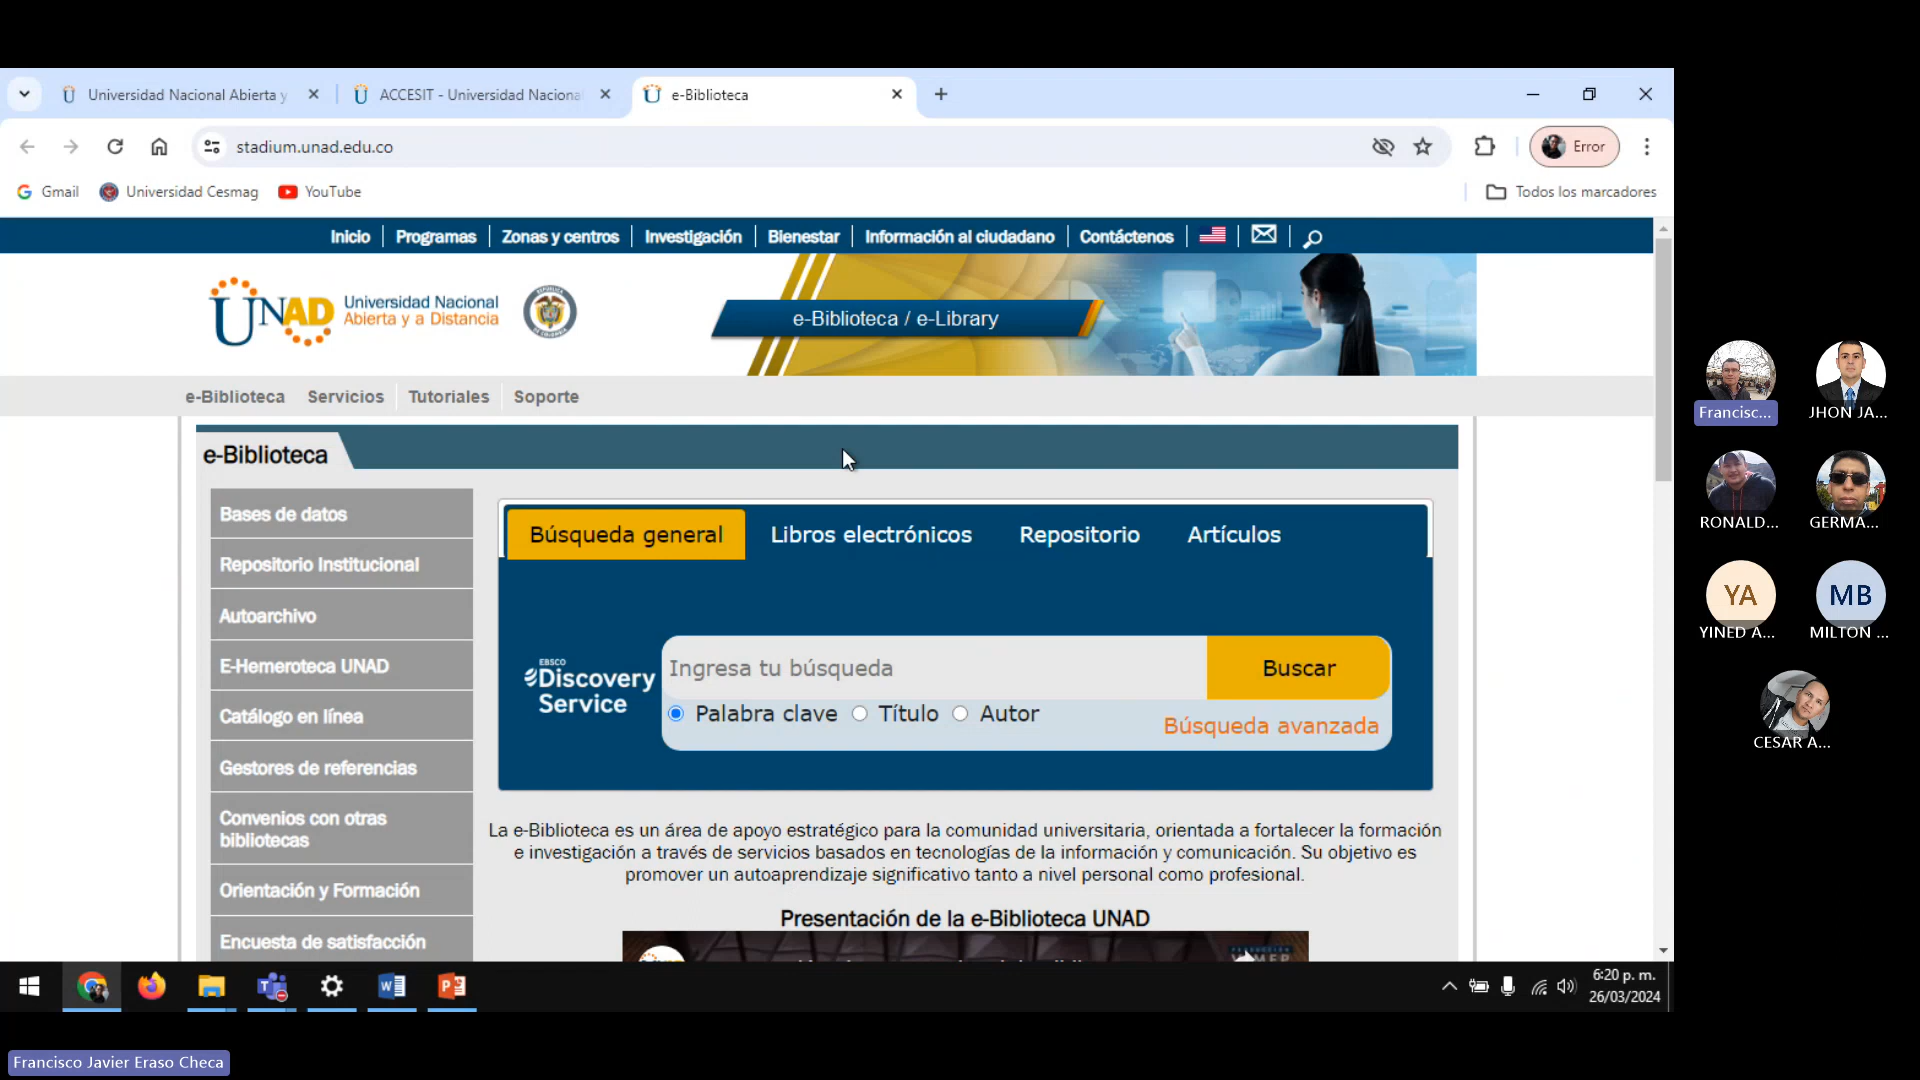 Universidad Nacional Abierta y
ACCESIT - Universidad Naciona
e-Biblioteca
stadium.unad.edu.co
Error
Gmail
Universidad Cesmag
YouTube
Todos los marcadores
Inicio
Programas
Zonas y centros
Investigación
Bienestar
Información al ciudadano
Contáctenos
UNAD
Universidad Nacional
Abierta y a Distancia
e-Biblioteca / e-Library
e-Biblioteca
Servicios
Tutoriales
Soporte
e-Biblioteca
Bases de datos
Repositorio Institucional
Autoarchivo
E-Hemeroteca UNAD
Catálogo en línea
Gestores de referencias
Convenios con otras
bibliotecas
Orientación y Formación
Encuesta de satisfacción
Búsqueda general
Libros electrónicos
Repositorio
Artículos
EBSCO
Discovery
Service
Ingresa tu búsqueda
Buscar
Palabra clave
Título
Autor
Búsqueda avanzada
La e-Biblioteca es un área de apoyo estratégico para la comunidad universitaria, orientada a fortalecer la formación
e investigación a través de servicios basados en tecnologías de la información y comunicación. Su objetivo es
promover un autoaprendizaje significativo tanto a nivel personal como profesional.
Presentación de la e-Biblioteca UNAD
Francisc...
JHON JA...
RONALD...
GERMÁ...
YA
YINED A...
MB
MILTON ...
CESAR A...
6:20 p. m.
26/03/2024
Francisco Javier Eraso Checa